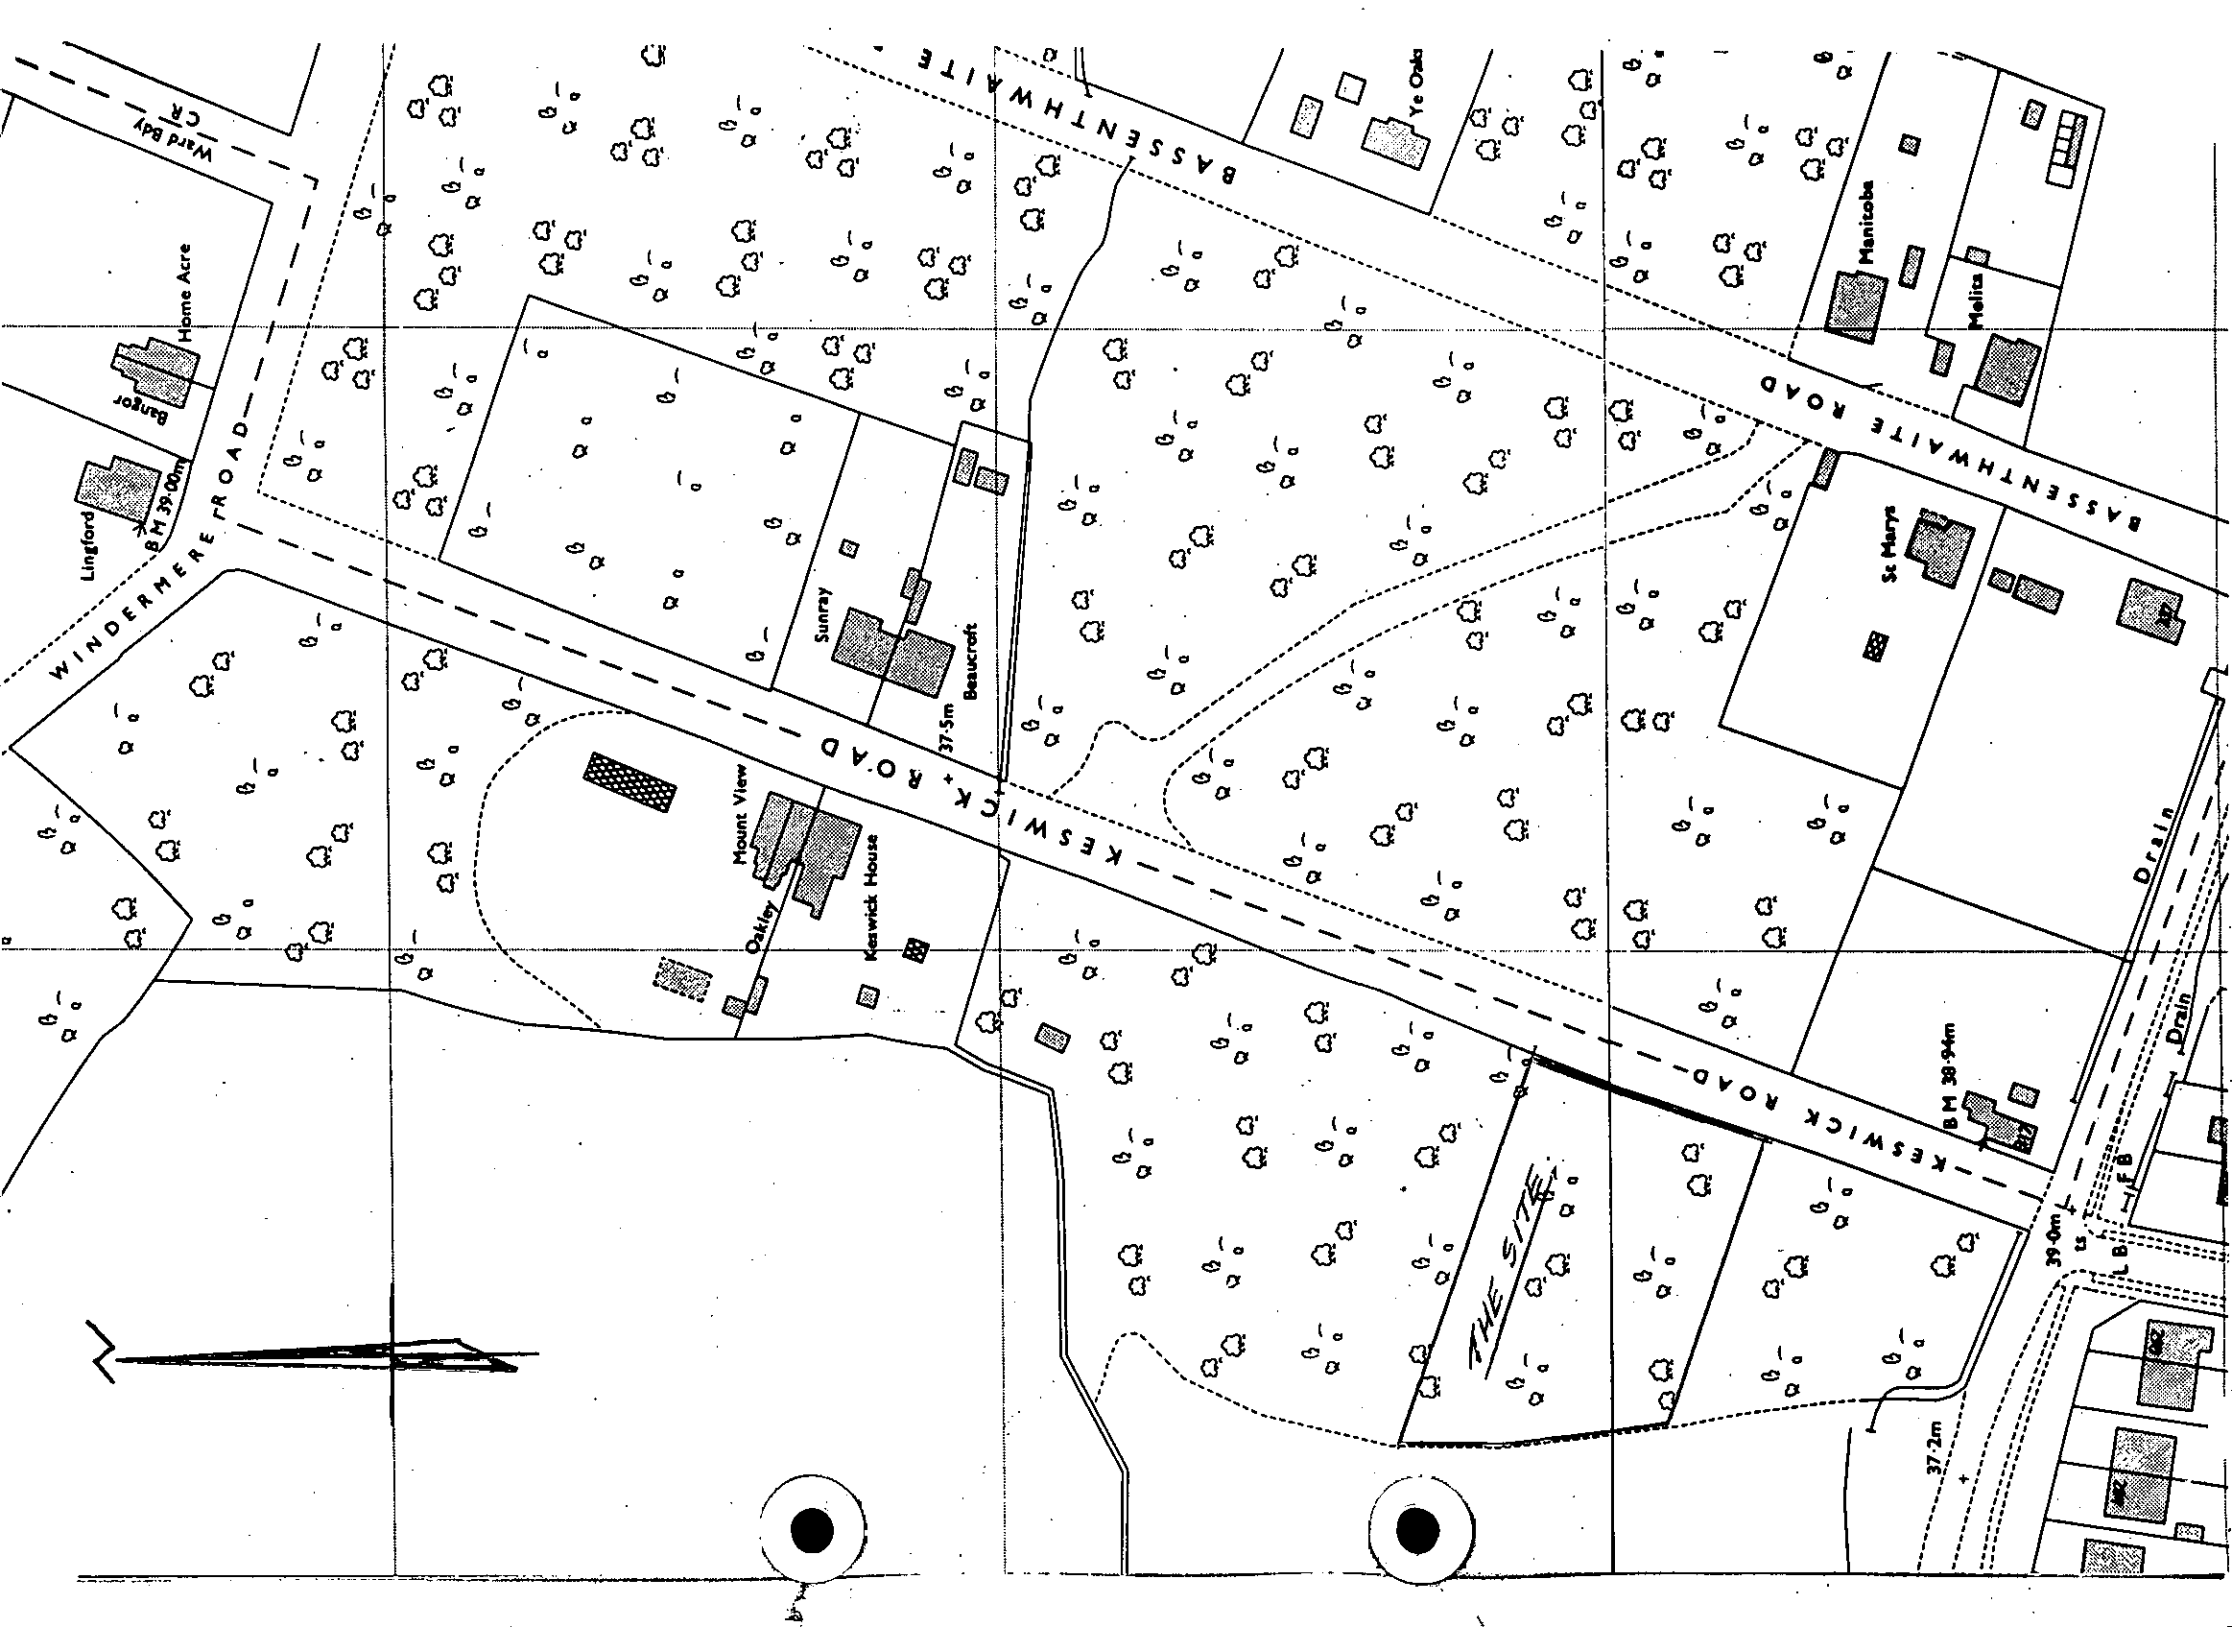 BASSENTHWAITE
Ward Bdy
C R
Ye Oaks
Home Acre
Bangor
Manitoba
Melita
Lingford
B M 39·00m
WINDERMERE ROAD
BASSENTHWAITE ROAD
St Marys
Sunray
Beaucroft
37·5m
KESWICK ROAD
Mount View
Oakley
Keswick House
Drain
Drain
B M 38·94m
KESWICK ROAD
THE SITE
F B
39·0m
ts
L B
37·2m